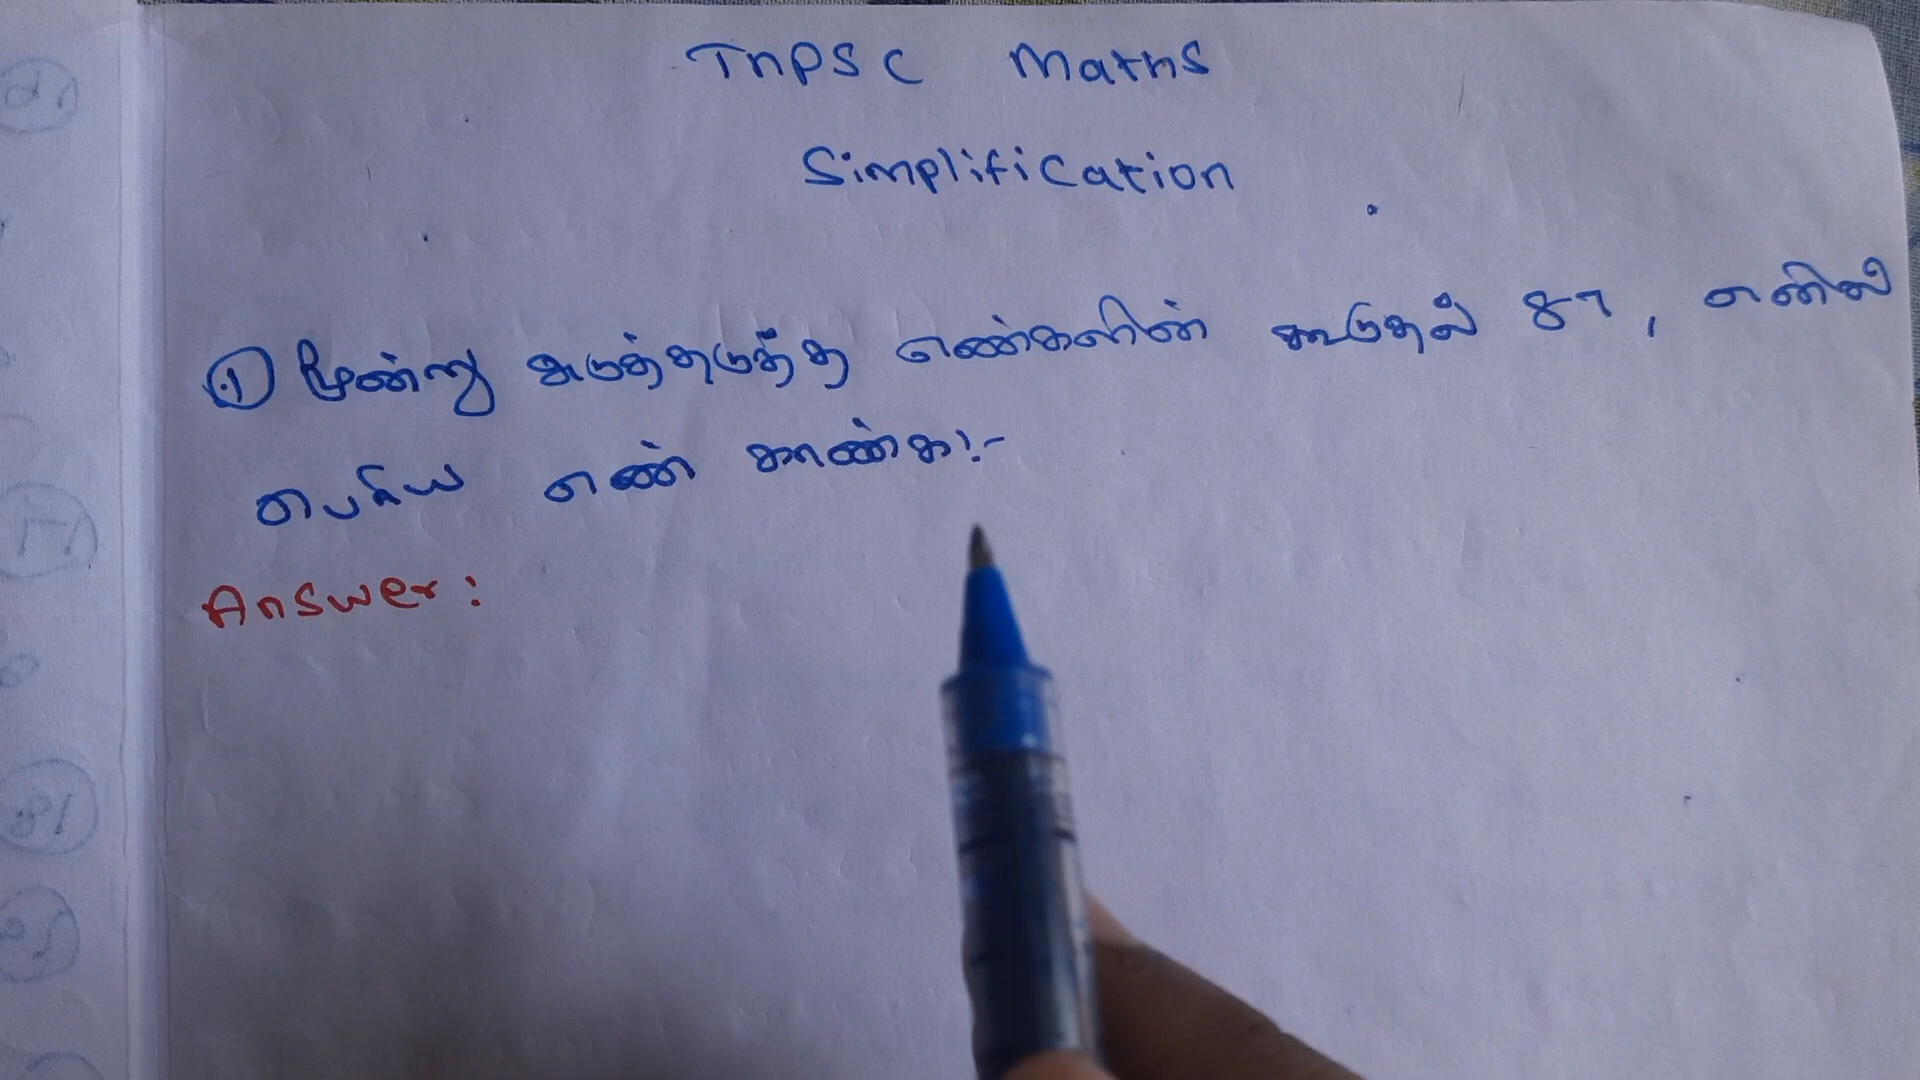 TnPSC Maths
Simplification
① மூன்று அடுத்தடுத்த எண்களின் கூடுதல் 87, எனில்
பெரிய எண் காண்க:-
Answer: